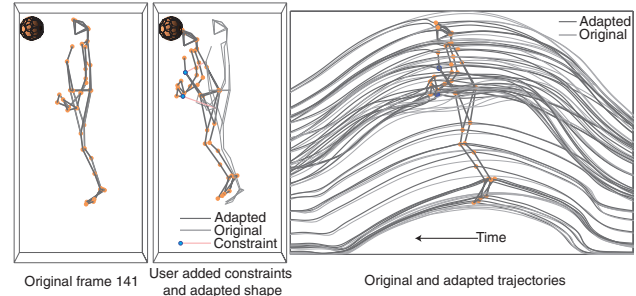 Adapted
Original
Constraint
Adapted
Original
Time
Original frame 141
User added constraints
and adapted shape
Original and adapted trajectories